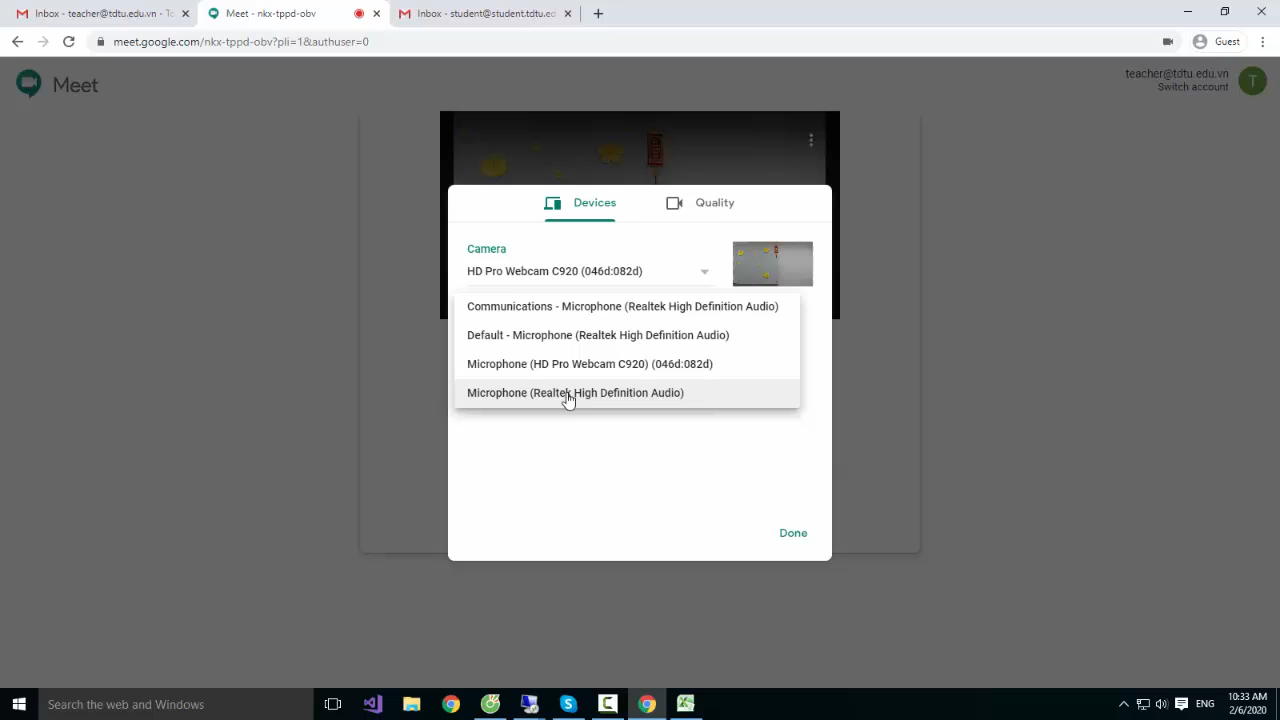 Inbox - teacher@tdtu.edu.vn - To
Meet - nkx-tppd-obv
Inbox - student@student.tdtu.ed
meet.google.com/nkx-tppd-obv?pli=1&authuser=0
Guest
Meet
teacher@tdtu.edu.vn
Switch account
T
Devices
Quality
Camera
HD Pro Webcam C920 (046d:082d)
Communications - Microphone (Realtek High Definition Audio)
Default - Microphone (Realtek High Definition Audio)
Microphone (HD Pro Webcam C920) (046d:082d)
Microphone (Realtek High Definition Audio)
Done
Search the web and Windows
ENG
10:33 AM
2/6/2020